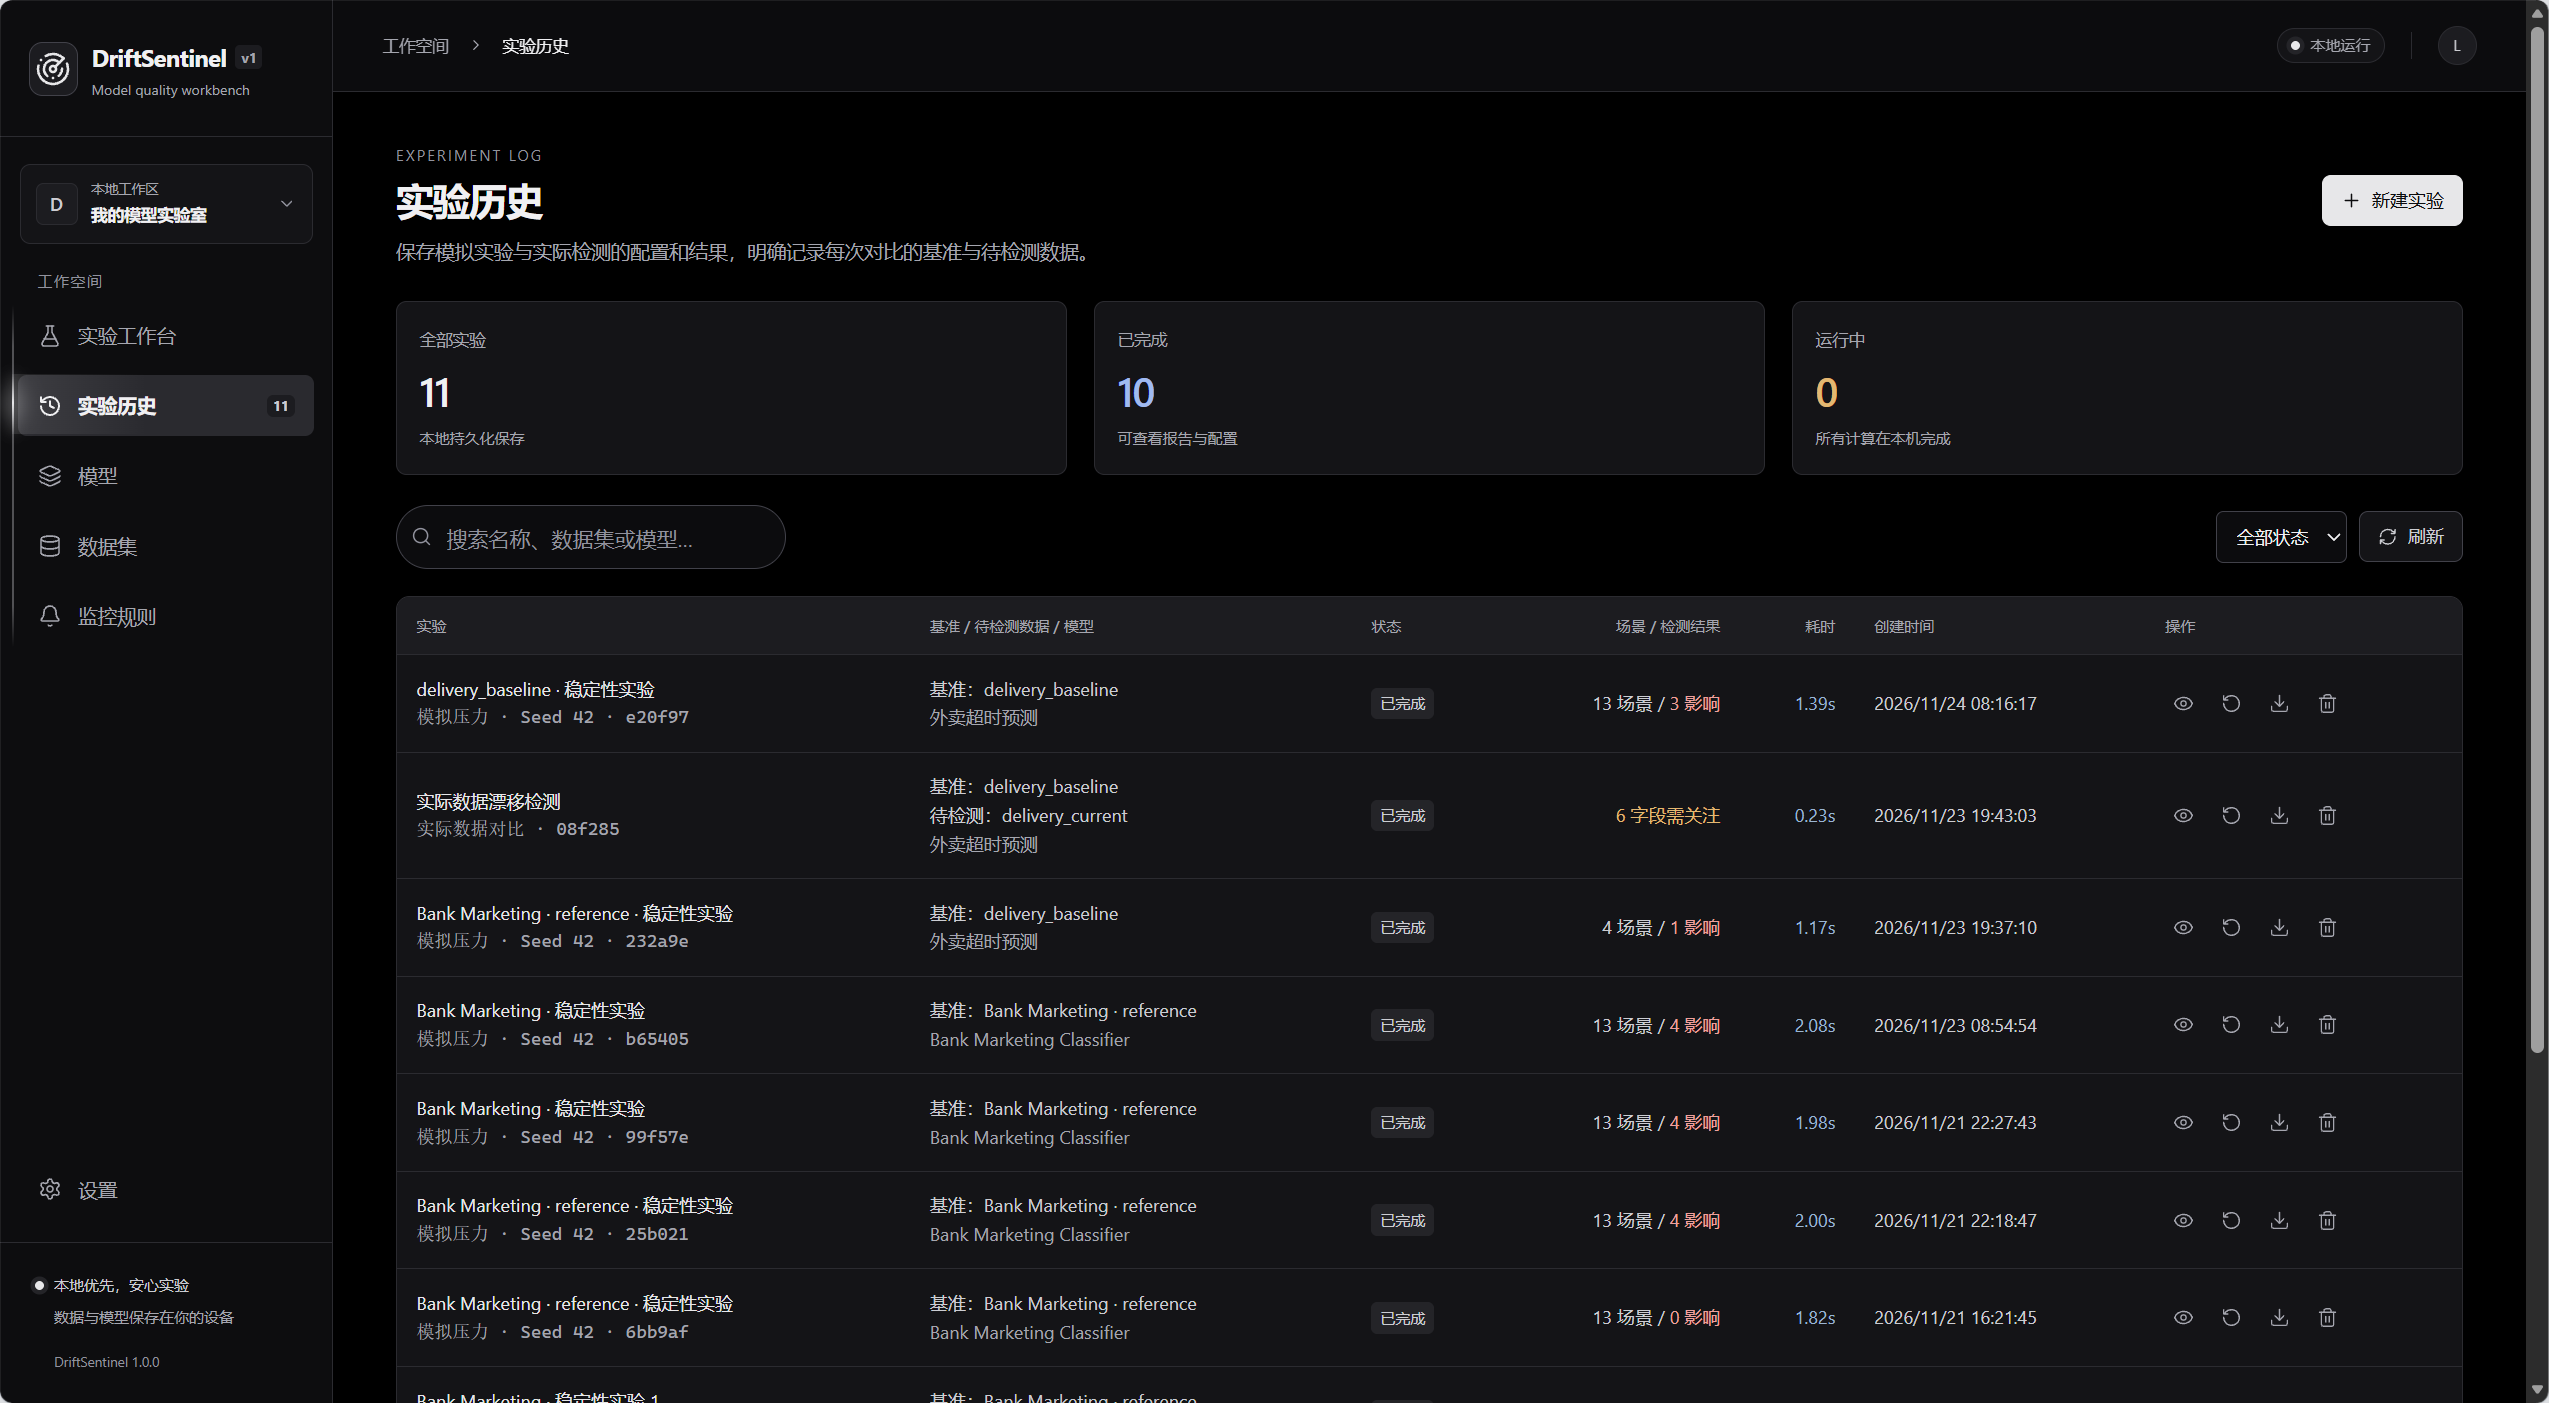 DriftSentinel v1
Model quality workbench
D
本地工作区
我的模型实验室
工作空间
实验工作台
实验历史 11
模型
数据集
监控规则
设置
本地优先，安心实验
数据与模型保存在你的设备
DriftSentinel 1.0.0
工作空间 > 实验历史
本地运行
L
EXPERIMENT LOG
实验历史
保存模拟实验与实际检测的配置和结果，明确记录每次对比的基准与待检测数据。
+ 新建实验
全部实验
11
本地持久化保存
已完成
10
可查看报告与配置
运行中
0
所有计算在本机完成
搜索名称、数据集或模型...
全部状态
刷新
实验 基准 / 待检测数据 / 模型 状态 场景 / 检测结果 耗时 创建时间 操作
delivery_baseline · 稳定性实验
模拟压力 · Seed 42 · e20f97
基准：delivery_baseline
外卖超时预测
已完成
13 场景 / 3 影响
1.39s
2026/11/24 08:16:17
实际数据漂移检测
实际数据对比 · 08f285
基准：delivery_baseline
待检测：delivery_current
外卖超时预测
已完成
6 字段需关注
0.23s
2026/11/23 19:43:03
Bank Marketing · reference · 稳定性实验
模拟压力 · Seed 42 · 232a9e
基准：delivery_baseline
外卖超时预测
已完成
4 场景 / 1 影响
1.17s
2026/11/23 19:37:10
Bank Marketing · 稳定性实验
模拟压力 · Seed 42 · b65405
基准：Bank Marketing · reference
Bank Marketing Classifier
已完成
13 场景 / 4 影响
2.08s
2026/11/23 08:54:54
Bank Marketing · 稳定性实验
模拟压力 · Seed 42 · 99f57e
基准：Bank Marketing · reference
Bank Marketing Classifier
已完成
13 场景 / 4 影响
1.98s
2026/11/21 22:27:43
Bank Marketing · reference · 稳定性实验
模拟压力 · Seed 42 · 25b021
基准：Bank Marketing · reference
Bank Marketing Classifier
已完成
13 场景 / 4 影响
2.00s
2026/11/21 22:18:47
Bank Marketing · reference · 稳定性实验
模拟压力 · Seed 42 · 6bb9af
基准：Bank Marketing · reference
Bank Marketing Classifier
已完成
13 场景 / 0 影响
1.82s
2026/11/21 16:21:45
Bank Marketing · 稳定性实验 1
基准：Bank Marketing · reference